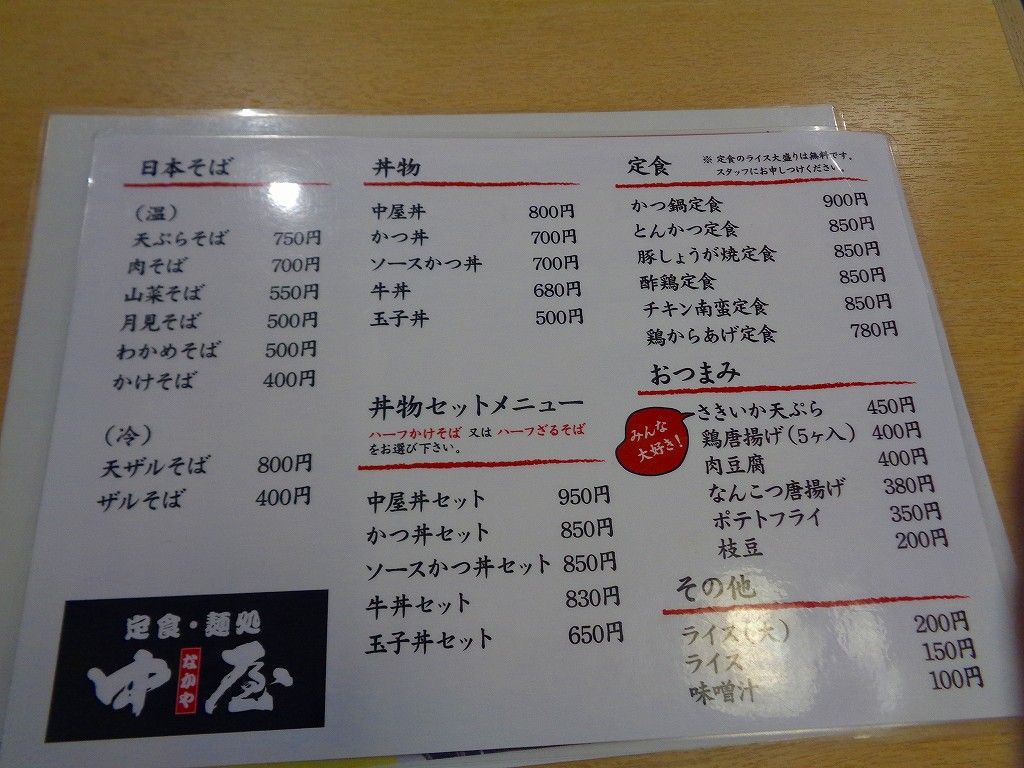 日本そば
(温)
天ぷらそば 750円
肉そば 700円
山菜そば 550円
月見そば 500円
わかめそば 500円
かけそば 400円
(冷)
天ザルそば 800円
ザルそば 400円
定食・麺処
中屋
なかや
丼物
中屋丼 800円
かつ丼 700円
ソースかつ丼 700円
牛丼 680円
玉子丼 500円
丼物セットメニュー
ハーフかけそば 又は ハーフざるそば
をお選び下さい。
中屋丼セット 950円
かつ丼セット 850円
ソースかつ丼セット 850円
牛丼セット 830円
玉子丼セット 650円
定食
※ 定食のライス大盛りは無料です。
スタッフにお申しつけください。
かつ鍋定食 900円
とんかつ定食 850円
豚しょうが焼定食 850円
酢鶏定食 850円
チキン南蛮定食 850円
鶏からあげ定食 780円
おつまみ
みんな
大好き!
さきいか天ぷら 450円
鶏唐揚げ(5ヶ入) 400円
肉豆腐 400円
なんこつ唐揚げ 380円
ポテトフライ 350円
枝豆 200円
その他
ライス(大) 200円
ライス 150円
味噌汁 100円